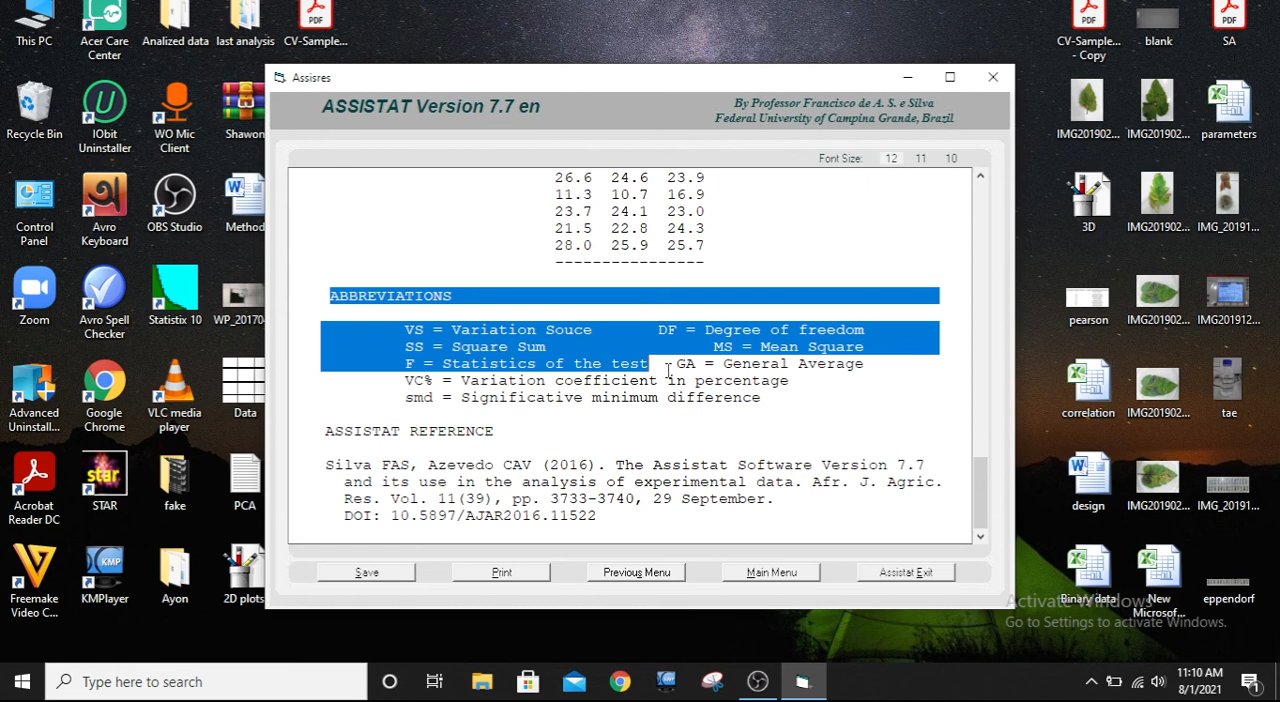 This PC
Acer Care
Center
Analized data
last analysis
PDF
CV-Sample...
PDF
CV-Sample...
- Copy
blank
PDF
SA
Assisres
ASSISTAT Version 7.7 en
By Professor Francisco de A. S. e Silva
Federal University of Campina Grande, Brazil
Font Size: 12 11 10
26.6 24.6 23.9
11.3 10.7 16.9
23.7 24.1 23.0
21.5 22.8 24.3
28.0 25.9 25.7
----------------
ABBREVIATIONS
VS = Variation Souce DF = Degree of freedom
SS = Square Sum MS = Mean Square
F = Statistics of the test GA = General Average
VC% = Variation coefficient in percentage
smd = Significative minimum difference
ASSISTAT REFERENCE
Silva FAS, Azevedo CAV (2016). The Assistat Software Version 7.7
and its use in the analysis of experimental data. Afr. J. Agric.
Res. Vol. 11(39), pp. 3733-3740, 29 September.
DOI: 10.5897/AJAR2016.11522
Save
Print
Previous Menu
Main Menu
Assistat Exit
Recycle Bin
IObit
Uninstaller
WO Mic
Client
Shawon
Control
Panel
অ
Avro
Keyboard
OBS Studio
Method
Zoom
Avro Spell
Checker
Statistix 10
WP_201704
Advanced
Uninstall...
Google
Chrome
VLC media
player
Data
Acrobat
Reader DC
star
STAR
fake
PCA
Freemake
Video C...
KMP
KMPlayer
Ayon
2D plots
IMG201902...
IMG201902...
parameters
3D
IMG201902...
IMG_20191...
pearson
IMG201902...
IMG201912...
correlation
IMG201902...
tae
design
IMG201902...
IMG_20191...
Binary data
New
Microsof...
eppendorf
Activate Windows
Go to Settings to activate Windows.
Type here to search
11:10 AM
8/1/2021
1